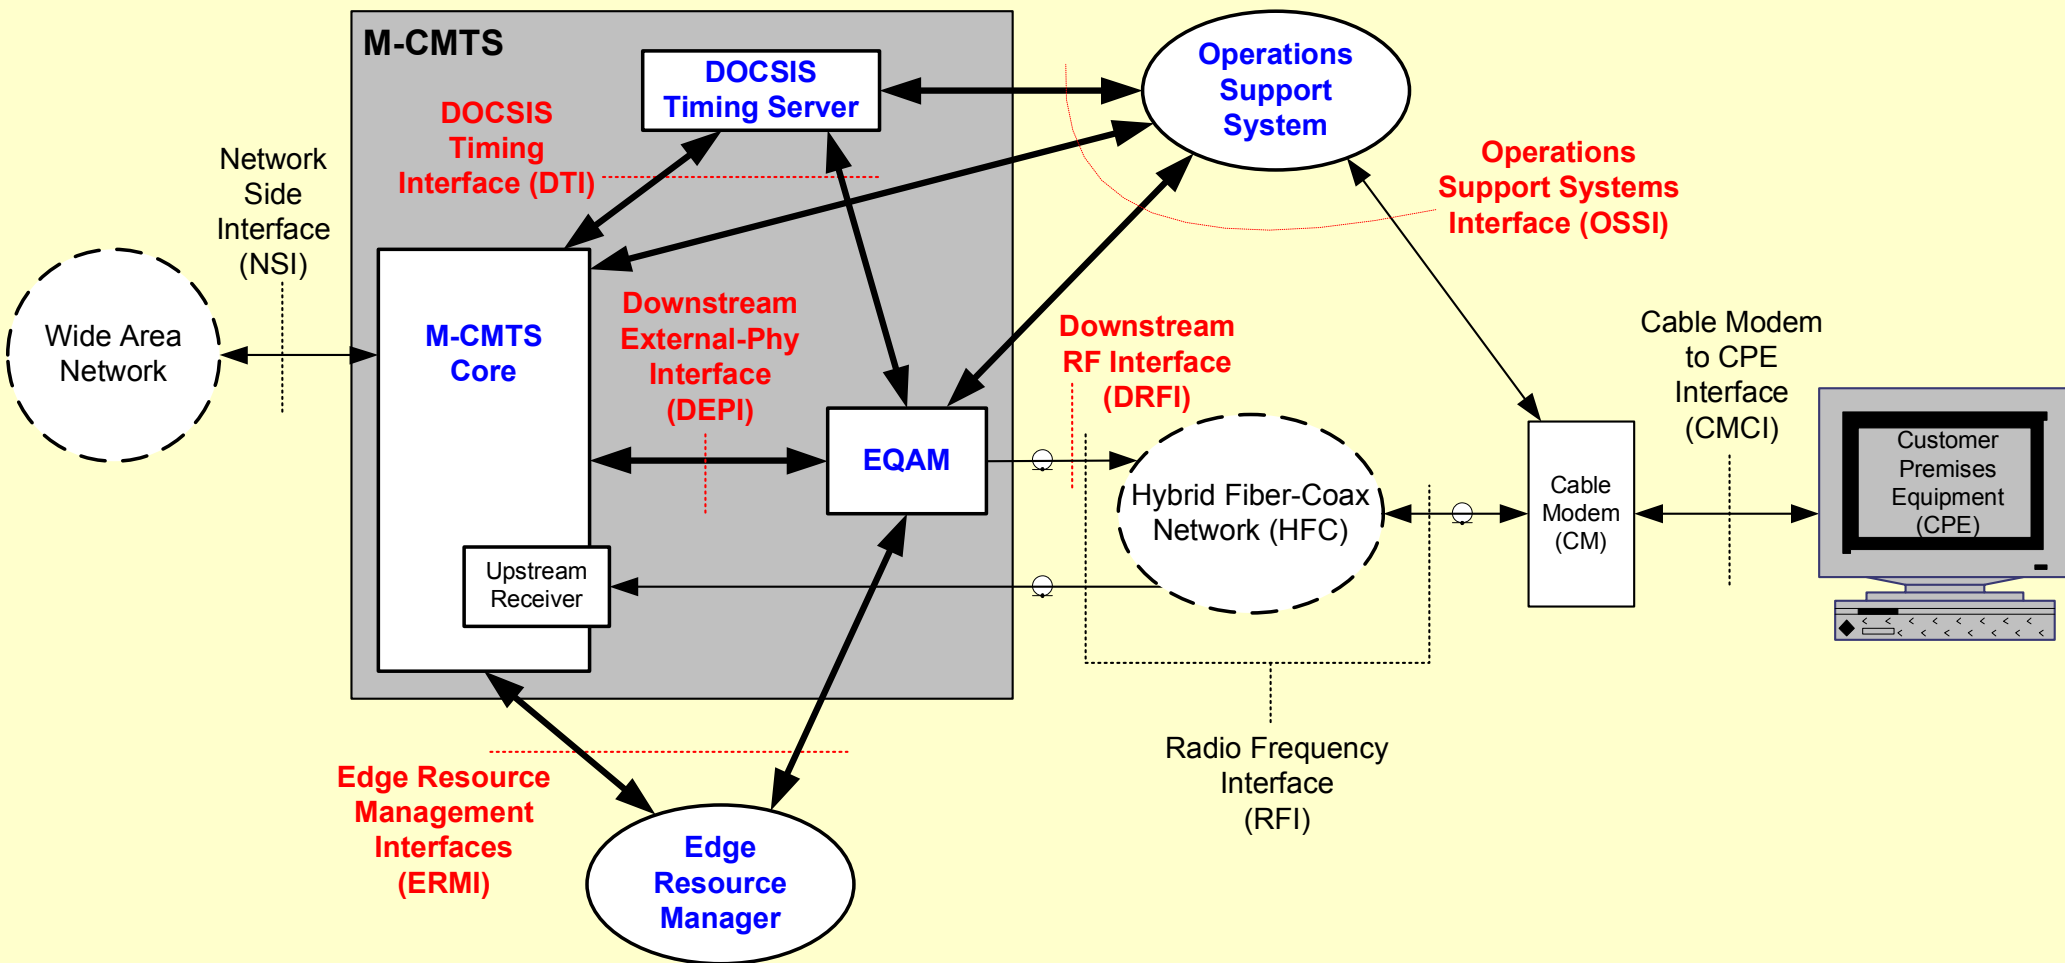 M-CMTS
DOCSIS
Timing Server
Operations
Support
System
DOCSIS
Timing
Interface (DTI)
Network
Side
Interface
(NSI)
Operations
Support Systems
Interface (OSSI)
Wide Area
Network
M-CMTS
Core
Downstream
External-Phy
Interface
(DEPI)
Downstream
RF Interface
(DRFI)
Cable Modem
to CPE
Interface
(CMCI)
EQAM
Hybrid Fiber-Coax
Network (HFC)
Cable
Modem
(CM)
Customer
Premises
Equipment
(CPE)
Upstream
Receiver
Radio Frequency
Interface
(RFI)
Edge Resource
Management
Interfaces
(ERMI)
Edge
Resource
Manager